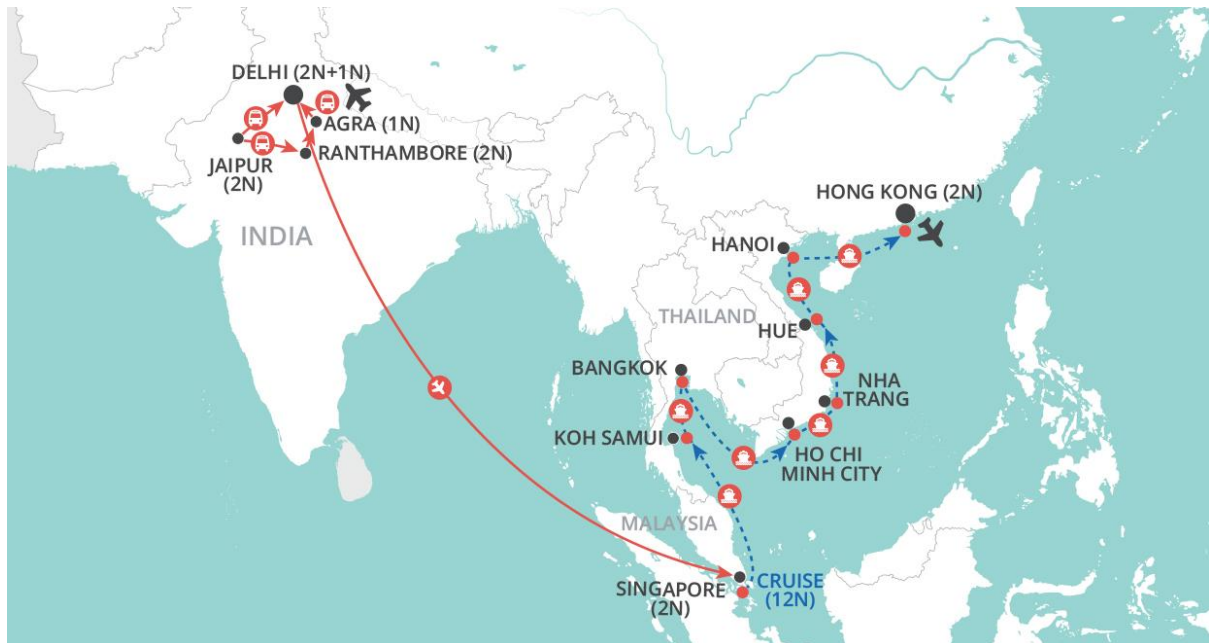 DELHI (2N+1N)
AGRA (1N)
JAIPUR
(2N)
RANTHAMBORE (2N)
INDIA
HONG KONG (2N)
HANOI
THAILAND
HUE
BANGKOK
NHA
TRANG
KOH SAMUI
HO CHI
MINH CITY
MALAYSIA
SINGAPORE
(2N)
CRUISE
(12N)